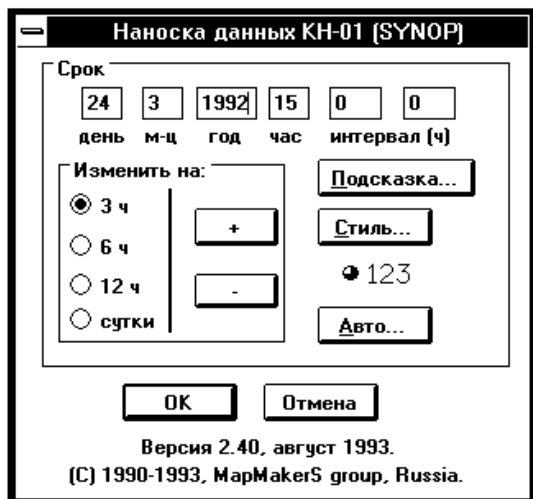 Наноска данных КН-01 (SYNOP)
Срок
24 3 1992 15 0 0
день м-ц год час интервал (ч)
Изменить на:
3 ч
6 ч
12 ч
сутки
+
-
Подсказка...
Стиль...
123
Авто...
OK Отмена
Версия 2.40, август 1993.
(C) 1990-1993, MapMakerS group, Russia.